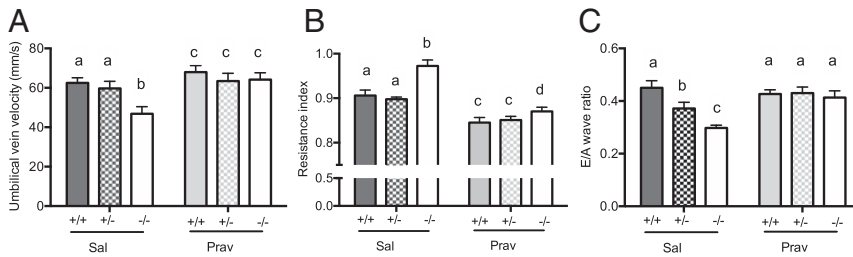 A
Umbilical vein velocity (mm/s)
80
60
40
20
0
a
a
b
c
c
c
+/+
+/-
-/-
+/+
+/-
-/-
Sal
Prav
B
Resistance index
1.0
0.9
0.8
0.5
0.0
a
a
b
c
c
d
+/+
+/-
-/-
+/+
+/-
-/-
Sal
Prav
C
E/A wave ratio
0.6
0.4
0.2
0.0
a
b
c
a
a
a
+/+
+/-
-/-
+/+
+/-
-/-
Sal
Prav